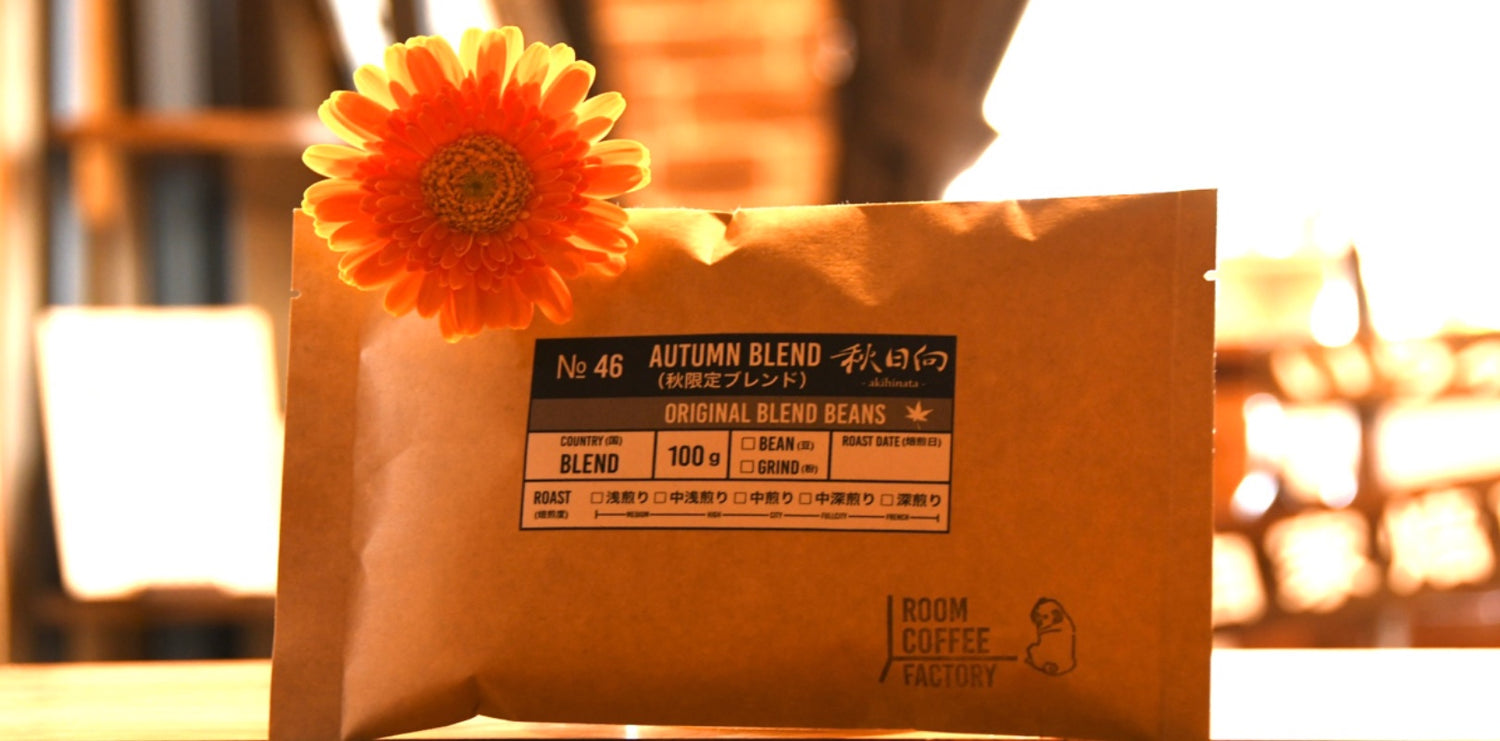 № 46
AUTUMN BLEND
(秋限定ブレンド)
秋日向
- akihinata -
ORIGINAL BLEND BEANS
COUNTRY (国)
BLEND
100 g
□ BEAN (豆)
□ GRIND (粉)
ROAST DATE (焙煎日)
ROAST
(焙煎度)
□ 浅煎り □ 中浅煎り □ 中煎り □ 中深煎り □ 深煎り
MEDIUM HIGH CITY FULLCITY FRENCH
ROOM
COFFEE
FACTORY